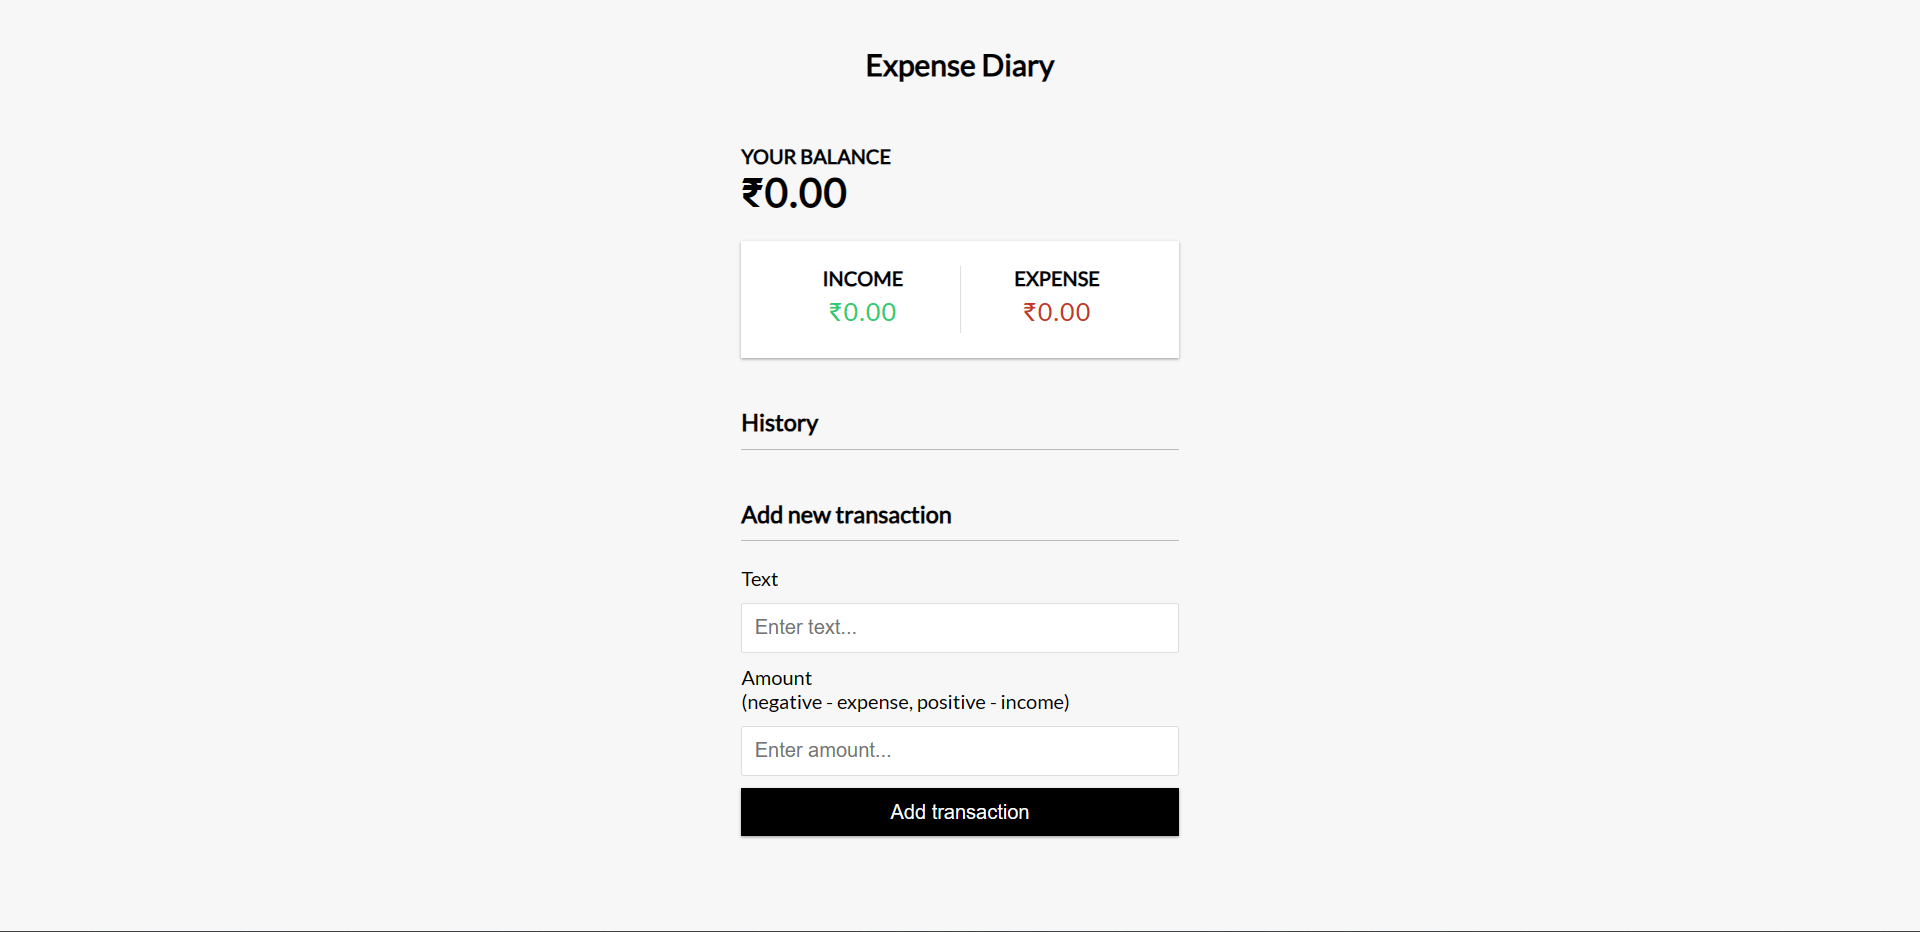 Expense Diary
YOUR BALANCE
₹0.00
INCOME
₹0.00
EXPENSE
₹0.00
History
Add new transaction
Text
Enter text...
Amount
(negative - expense, positive - income)
Enter amount...
Add transaction